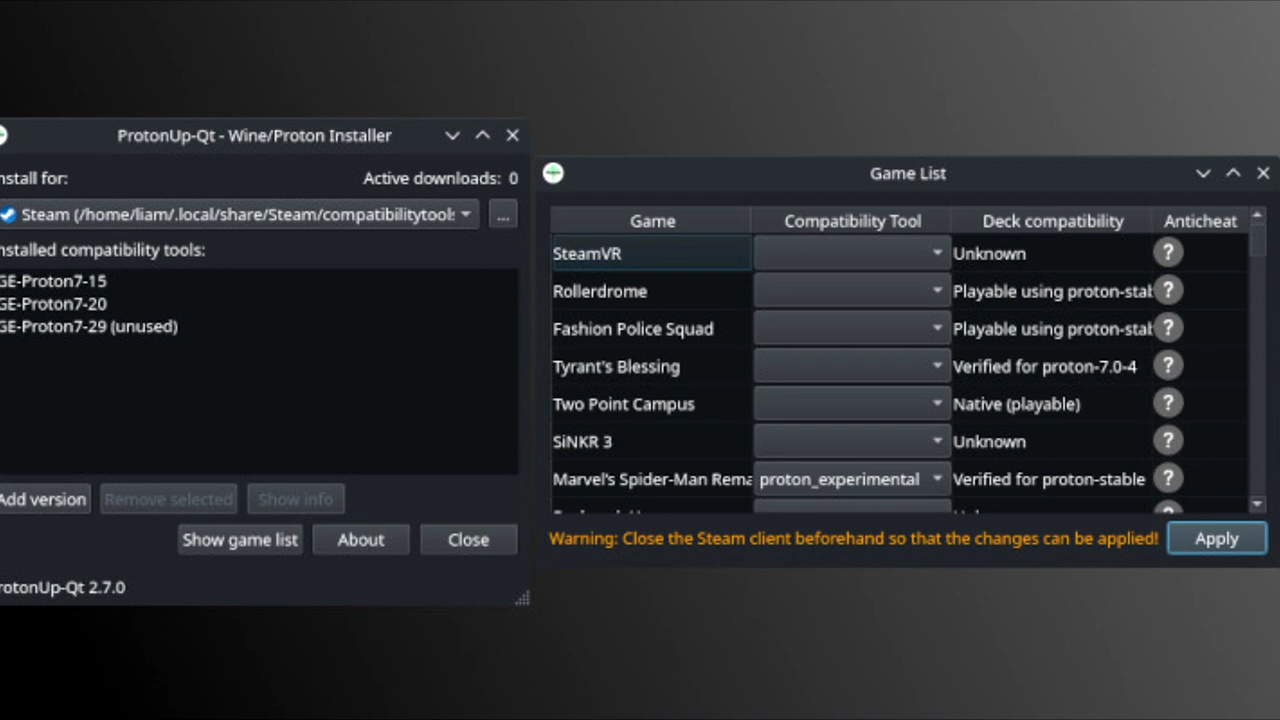 ProtonUp-Qt - Wine/Proton Installer
nstall for:
Active downloads: 0
Steam (/home/liam/.local/share/Steam/compatibilitytools
...
nstalled compatibility tools:
GE-Proton7-15
GE-Proton7-20
GE-Proton7-29 (unused)
Add version
Remove selected
Show info
Show game list
About
Close
rotonUp-Qt 2.7.0
Game List
Game
Compatibility Tool
Deck compatibility
Anticheat
SteamVR
Unknown
?
Rollerdrome
Playable using proton-stab
?
Fashion Police Squad
Playable using proton-stab
?
Tyrant's Blessing
Verified for proton-7.0-4
?
Two Point Campus
Native (playable)
?
SiNKR 3
Unknown
?
Marvel's Spider-Man Rema
proton_experimental
Verified for proton-stable
?
Warning: Close the Steam client beforehand so that the changes can be applied!
Apply